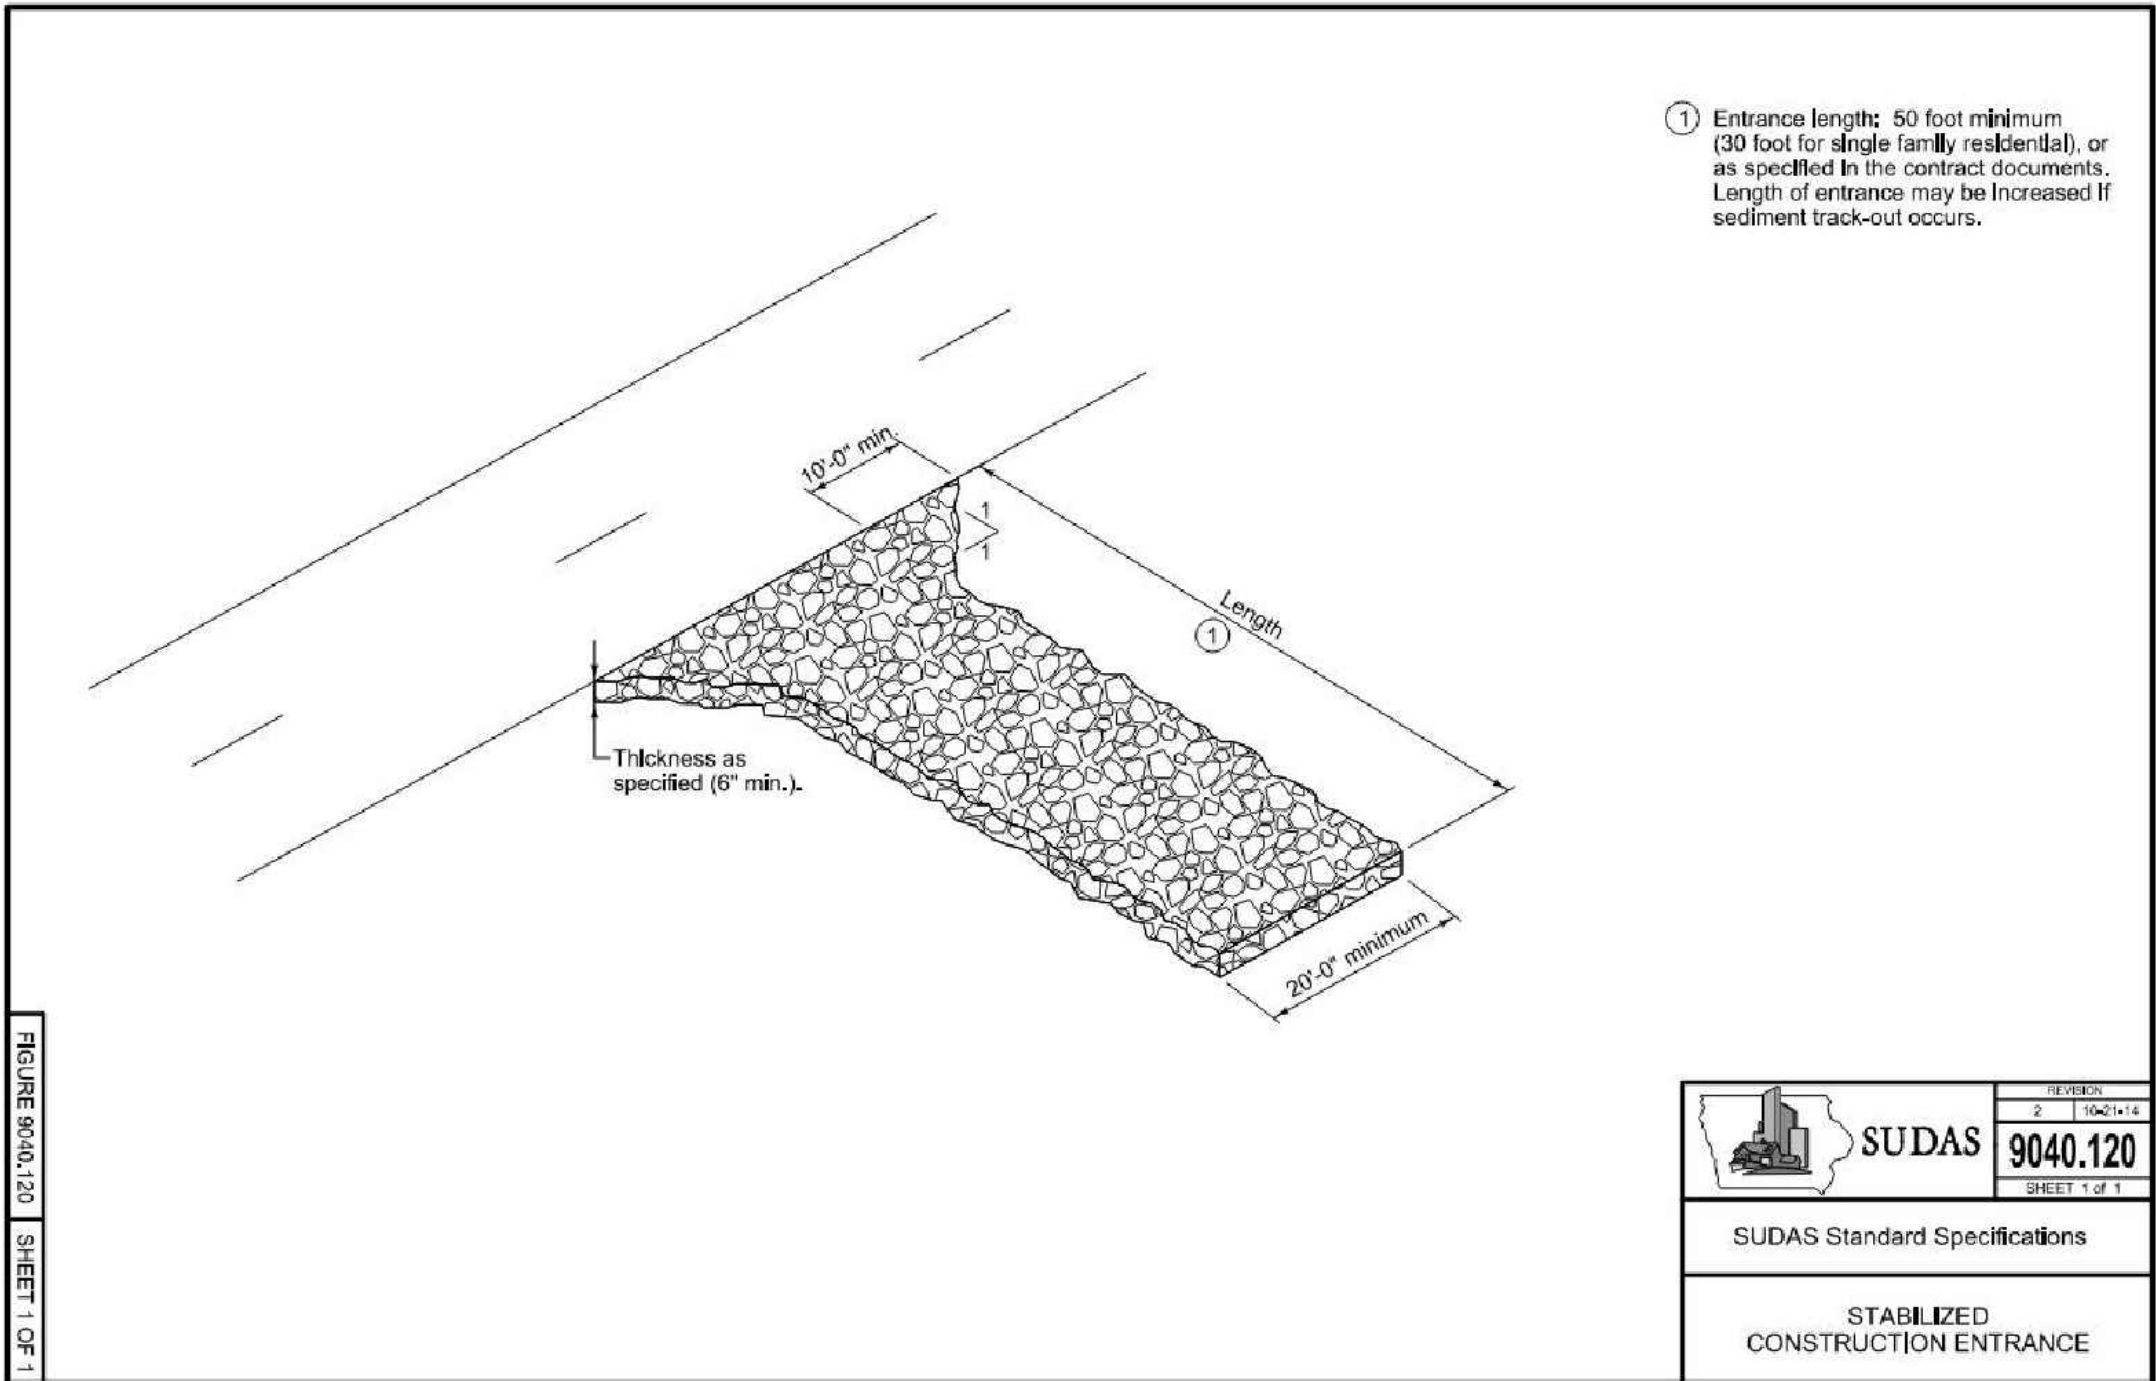 ① Entrance length: 50 foot minimum
(30 foot for single family residential), or
as specified in the contract documents.
Length of entrance may be increased if
sediment track-out occurs.
10'-0" min.
1
1
Length
①
Thickness as
specified (6" min.).
20'-0" minimum
FIGURE 9040.120
SHEET 1 OF 1
SUDAS
REVISION
2 10-21-14
9040.120
SHEET 1 of 1
SUDAS Standard Specifications
STABILIZED
CONSTRUCTION ENTRANCE